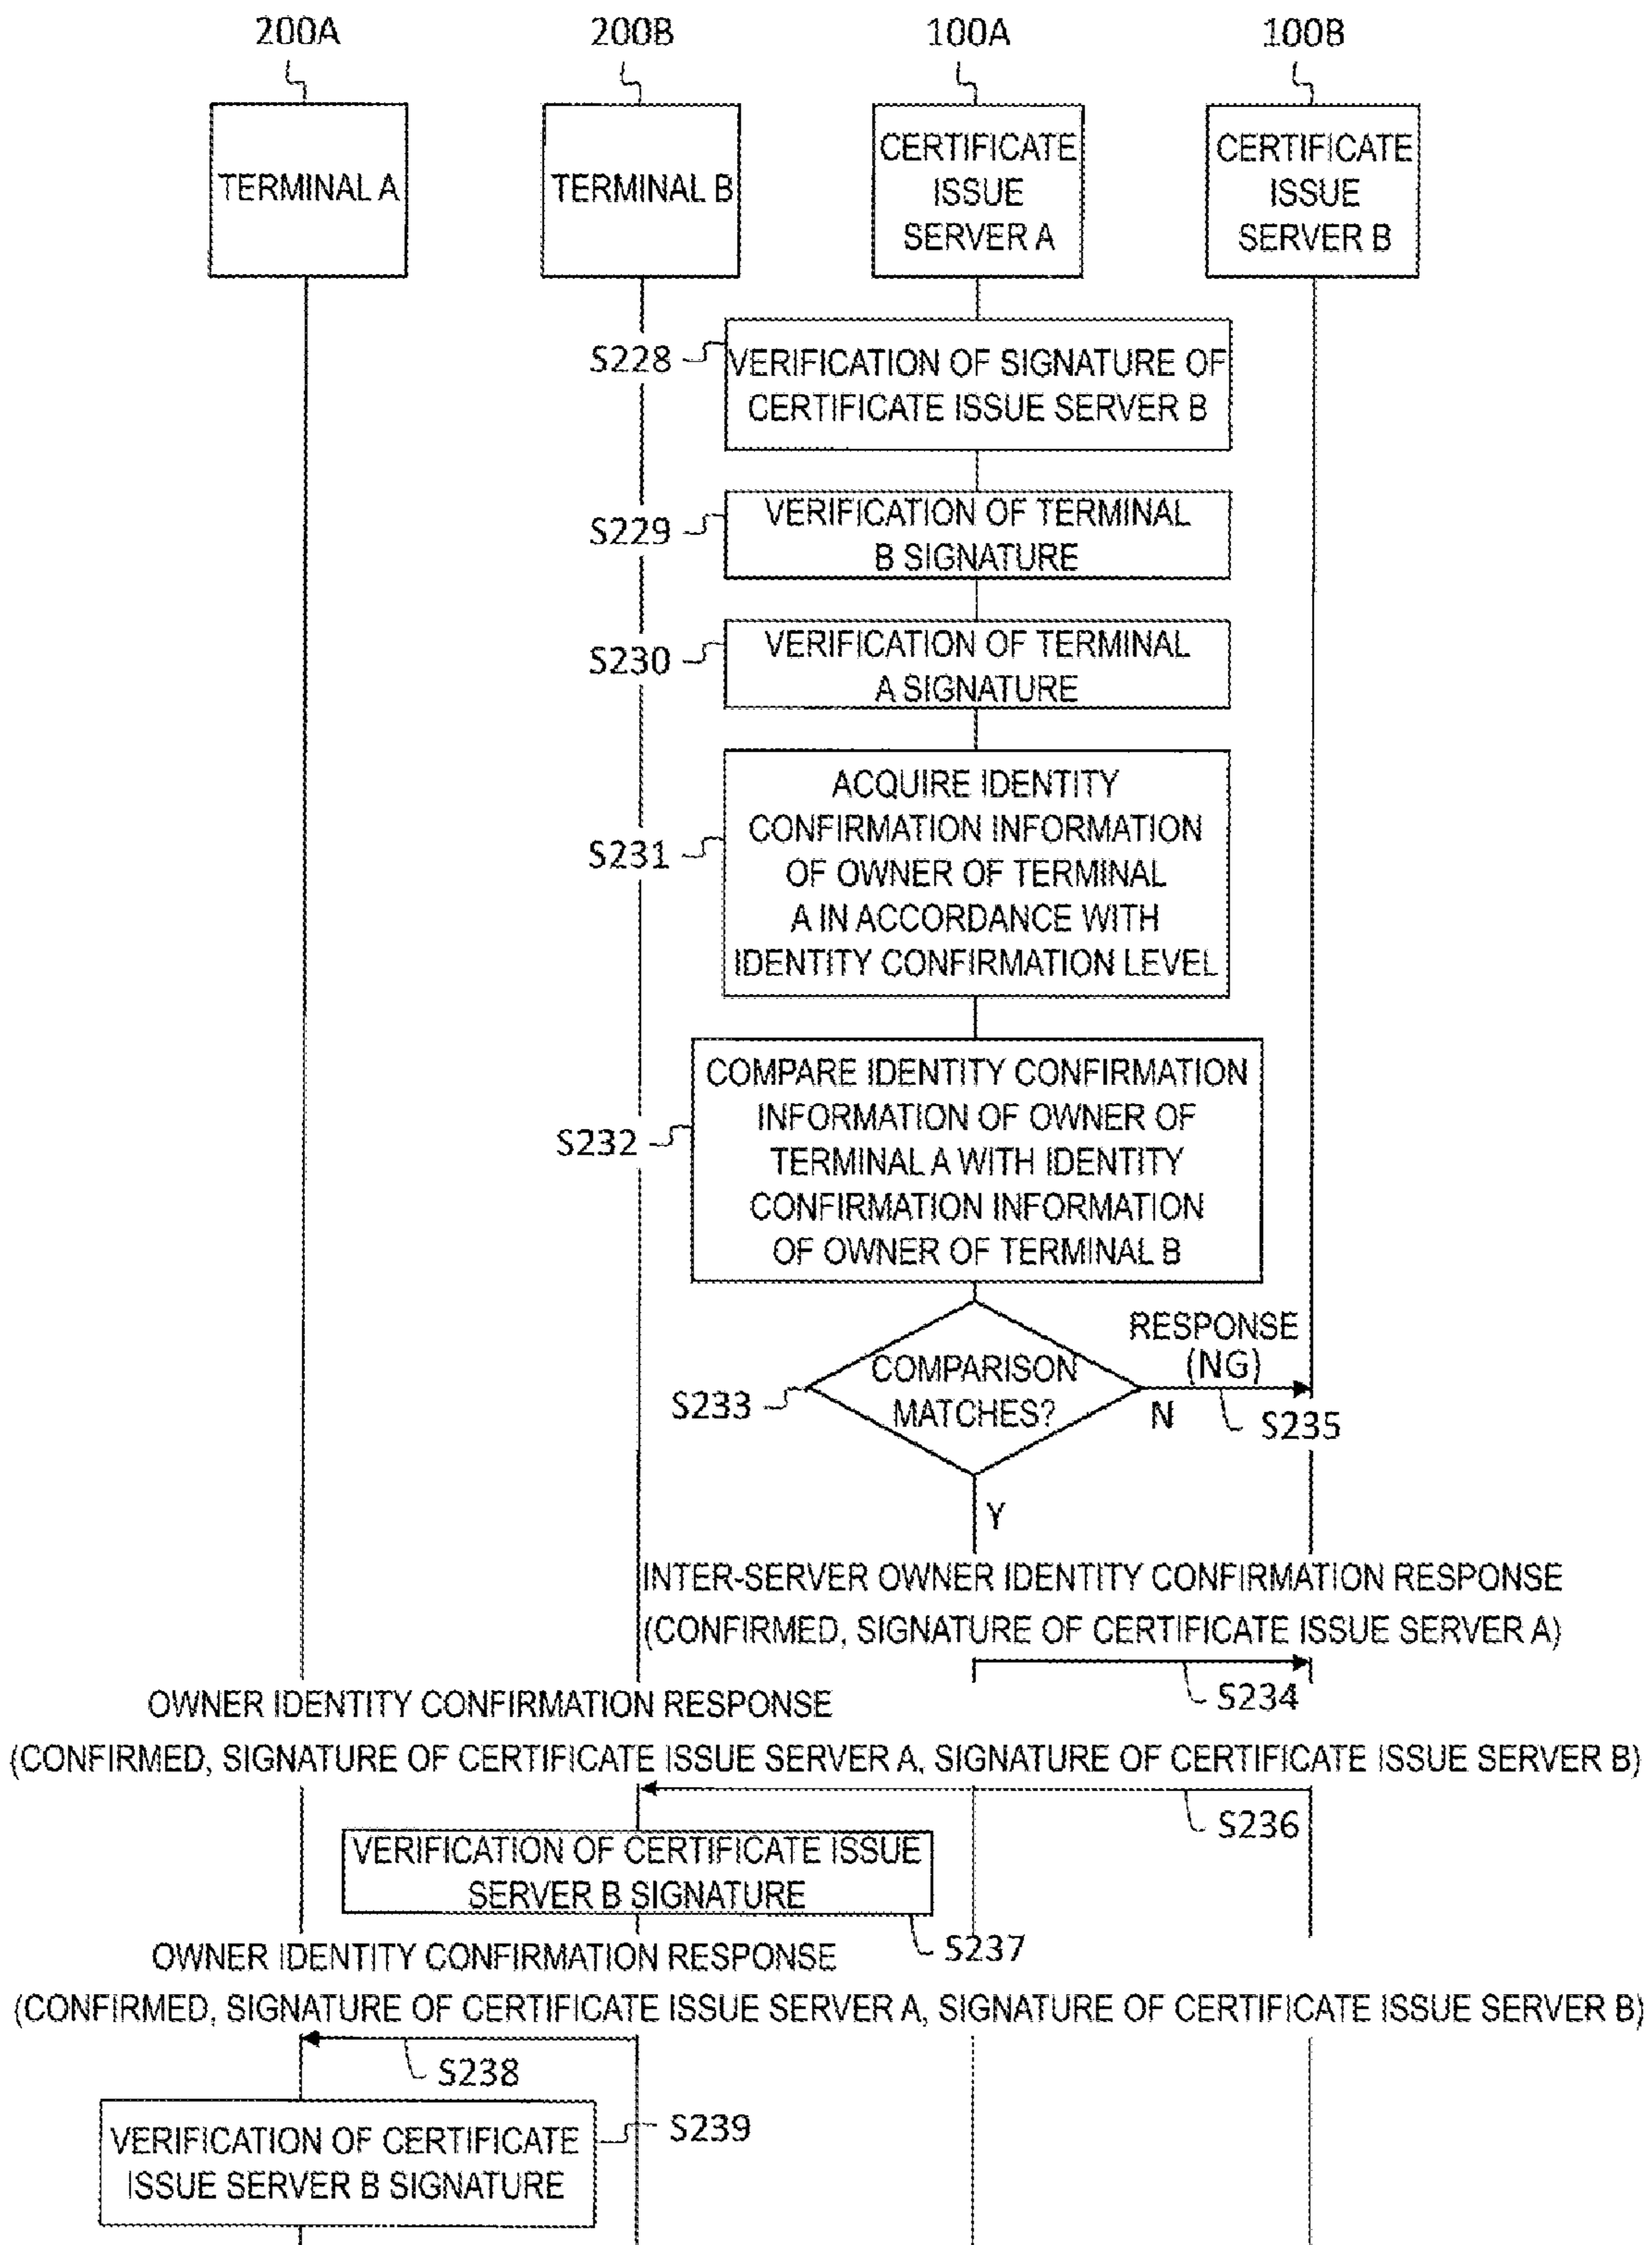 200A
200B
100A
100B
TERMINAL A
TERMINAL B
CERTIFICATE
ISSUE
SERVER A
CERTIFICATE
ISSUE
SERVER B
S228
VERIFICATION OF SIGNATURE OF
CERTIFICATE ISSUE SERVER B
S229
VERIFICATION OF TERMINAL
B SIGNATURE
S230
VERIFICATION OF TERMINAL
A SIGNATURE
S231
ACQUIRE IDENTITY
CONFIRMATION INFORMATION
OF OWNER OF TERMINAL
A IN ACCORDANCE WITH
IDENTITY CONFIRMATION LEVEL
S232
COMPARE IDENTITY CONFIRMATION
INFORMATION OF OWNER OF
TERMINAL A WITH IDENTITY
CONFIRMATION INFORMATION
OF OWNER OF TERMINAL B
S233
COMPARISON
MATCHES?
RESPONSE
(NG)
N
S235
Y
INTER-SERVER OWNER IDENTITY CONFIRMATION RESPONSE
(CONFIRMED, SIGNATURE OF CERTIFICATE ISSUE SERVER A)
S234
OWNER IDENTITY CONFIRMATION RESPONSE
(CONFIRMED, SIGNATURE OF CERTIFICATE ISSUE SERVER A, SIGNATURE OF CERTIFICATE ISSUE SERVER B)
S236
VERIFICATION OF CERTIFICATE ISSUE
SERVER B SIGNATURE
S237
OWNER IDENTITY CONFIRMATION RESPONSE
(CONFIRMED, SIGNATURE OF CERTIFICATE ISSUE SERVER A, SIGNATURE OF CERTIFICATE ISSUE SERVER B)
S238
S239
VERIFICATION OF CERTIFICATE
ISSUE SERVER B SIGNATURE